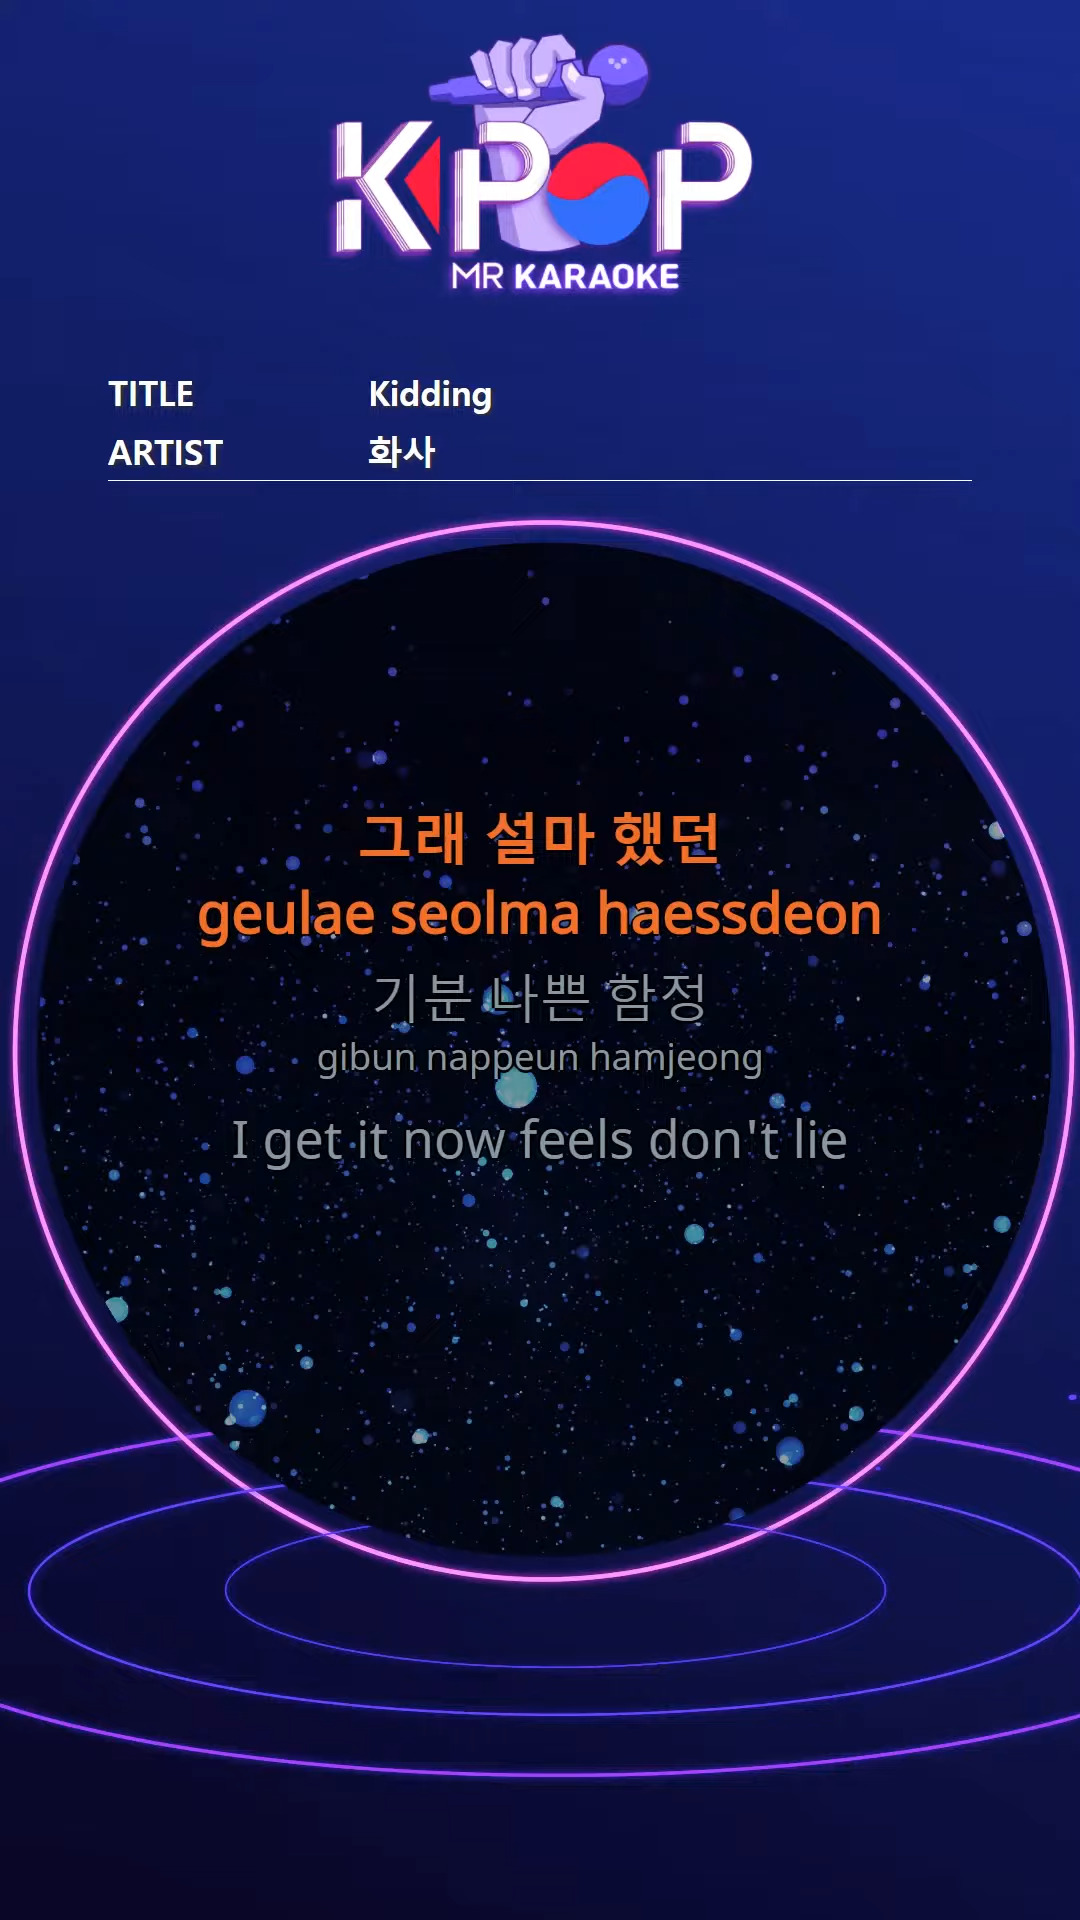 KPOP
MR KARAOKE
TITLE Kidding
ARTIST 화사
그래 설마 했던
geulae seolma haessdeon
기분 나쁜 함정
gibun nappeun hamjeong
I get it now feels don't lie